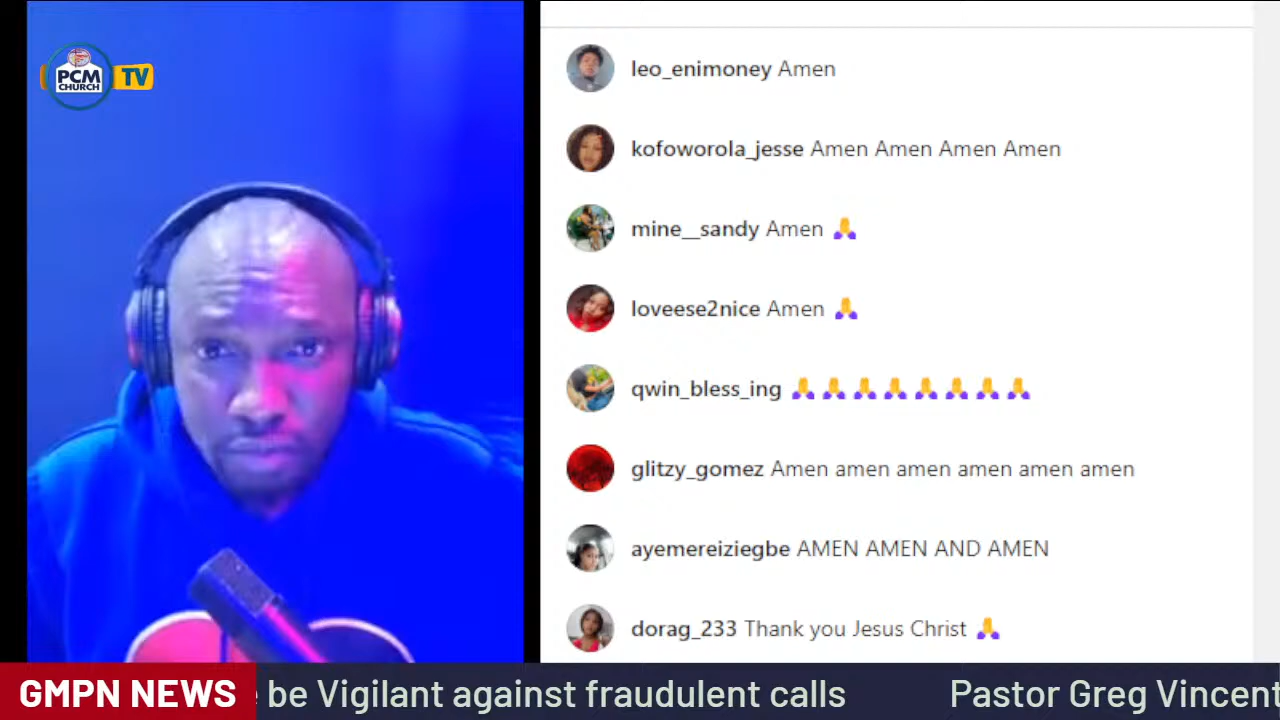 PCM
CHURCH
TV
leo_enimoney Amen
kofoworola_jesse Amen Amen Amen Amen
mine__sandy Amen 🙏
loveese2nice Amen 🙏
qwin_bless_ing 🙏🙏🙏🙏🙏🙏🙏🙏
glitzy_gomez Amen amen amen amen amen amen
ayemereiziegbe AMEN AMEN AND AMEN
dorag_233 Thank you Jesus Christ 🙏
GMPN NEWS
be Vigilant against fraudulent calls Pastor Greg Vincent